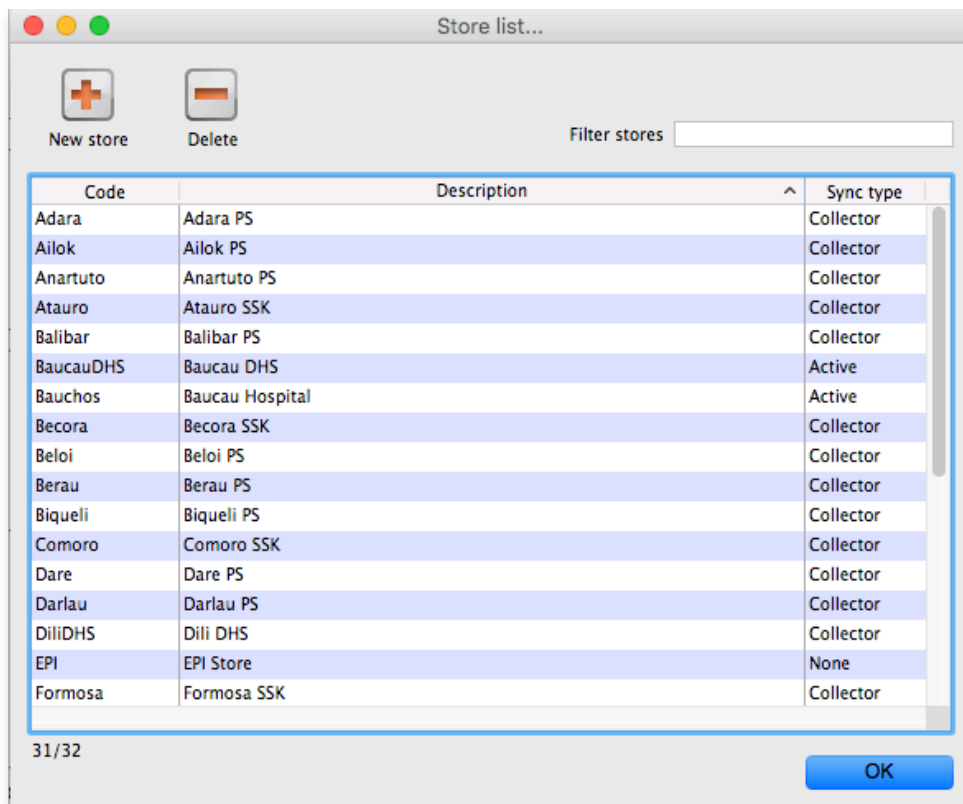 Store list...
New store Delete Filter stores
Code Description Sync type
Adara Adara PS Collector
Ailok Ailok PS Collector
Anartuto Anartuto PS Collector
Atauro Atauro SSK Collector
Balibar Balibar PS Collector
BaucauDHS Baucau DHS Active
Bauchos Baucau Hospital Active
Becora Becora SSK Collector
Beloi Beloi PS Collector
Berau Berau PS Collector
Biqueli Biqueli PS Collector
Comoro Comoro SSK Collector
Dare Dare PS Collector
Darlau Darlau PS Collector
DiliDHS Dili DHS Collector
EPI EPI Store None
Formosa Formosa SSK Collector
31/32
OK